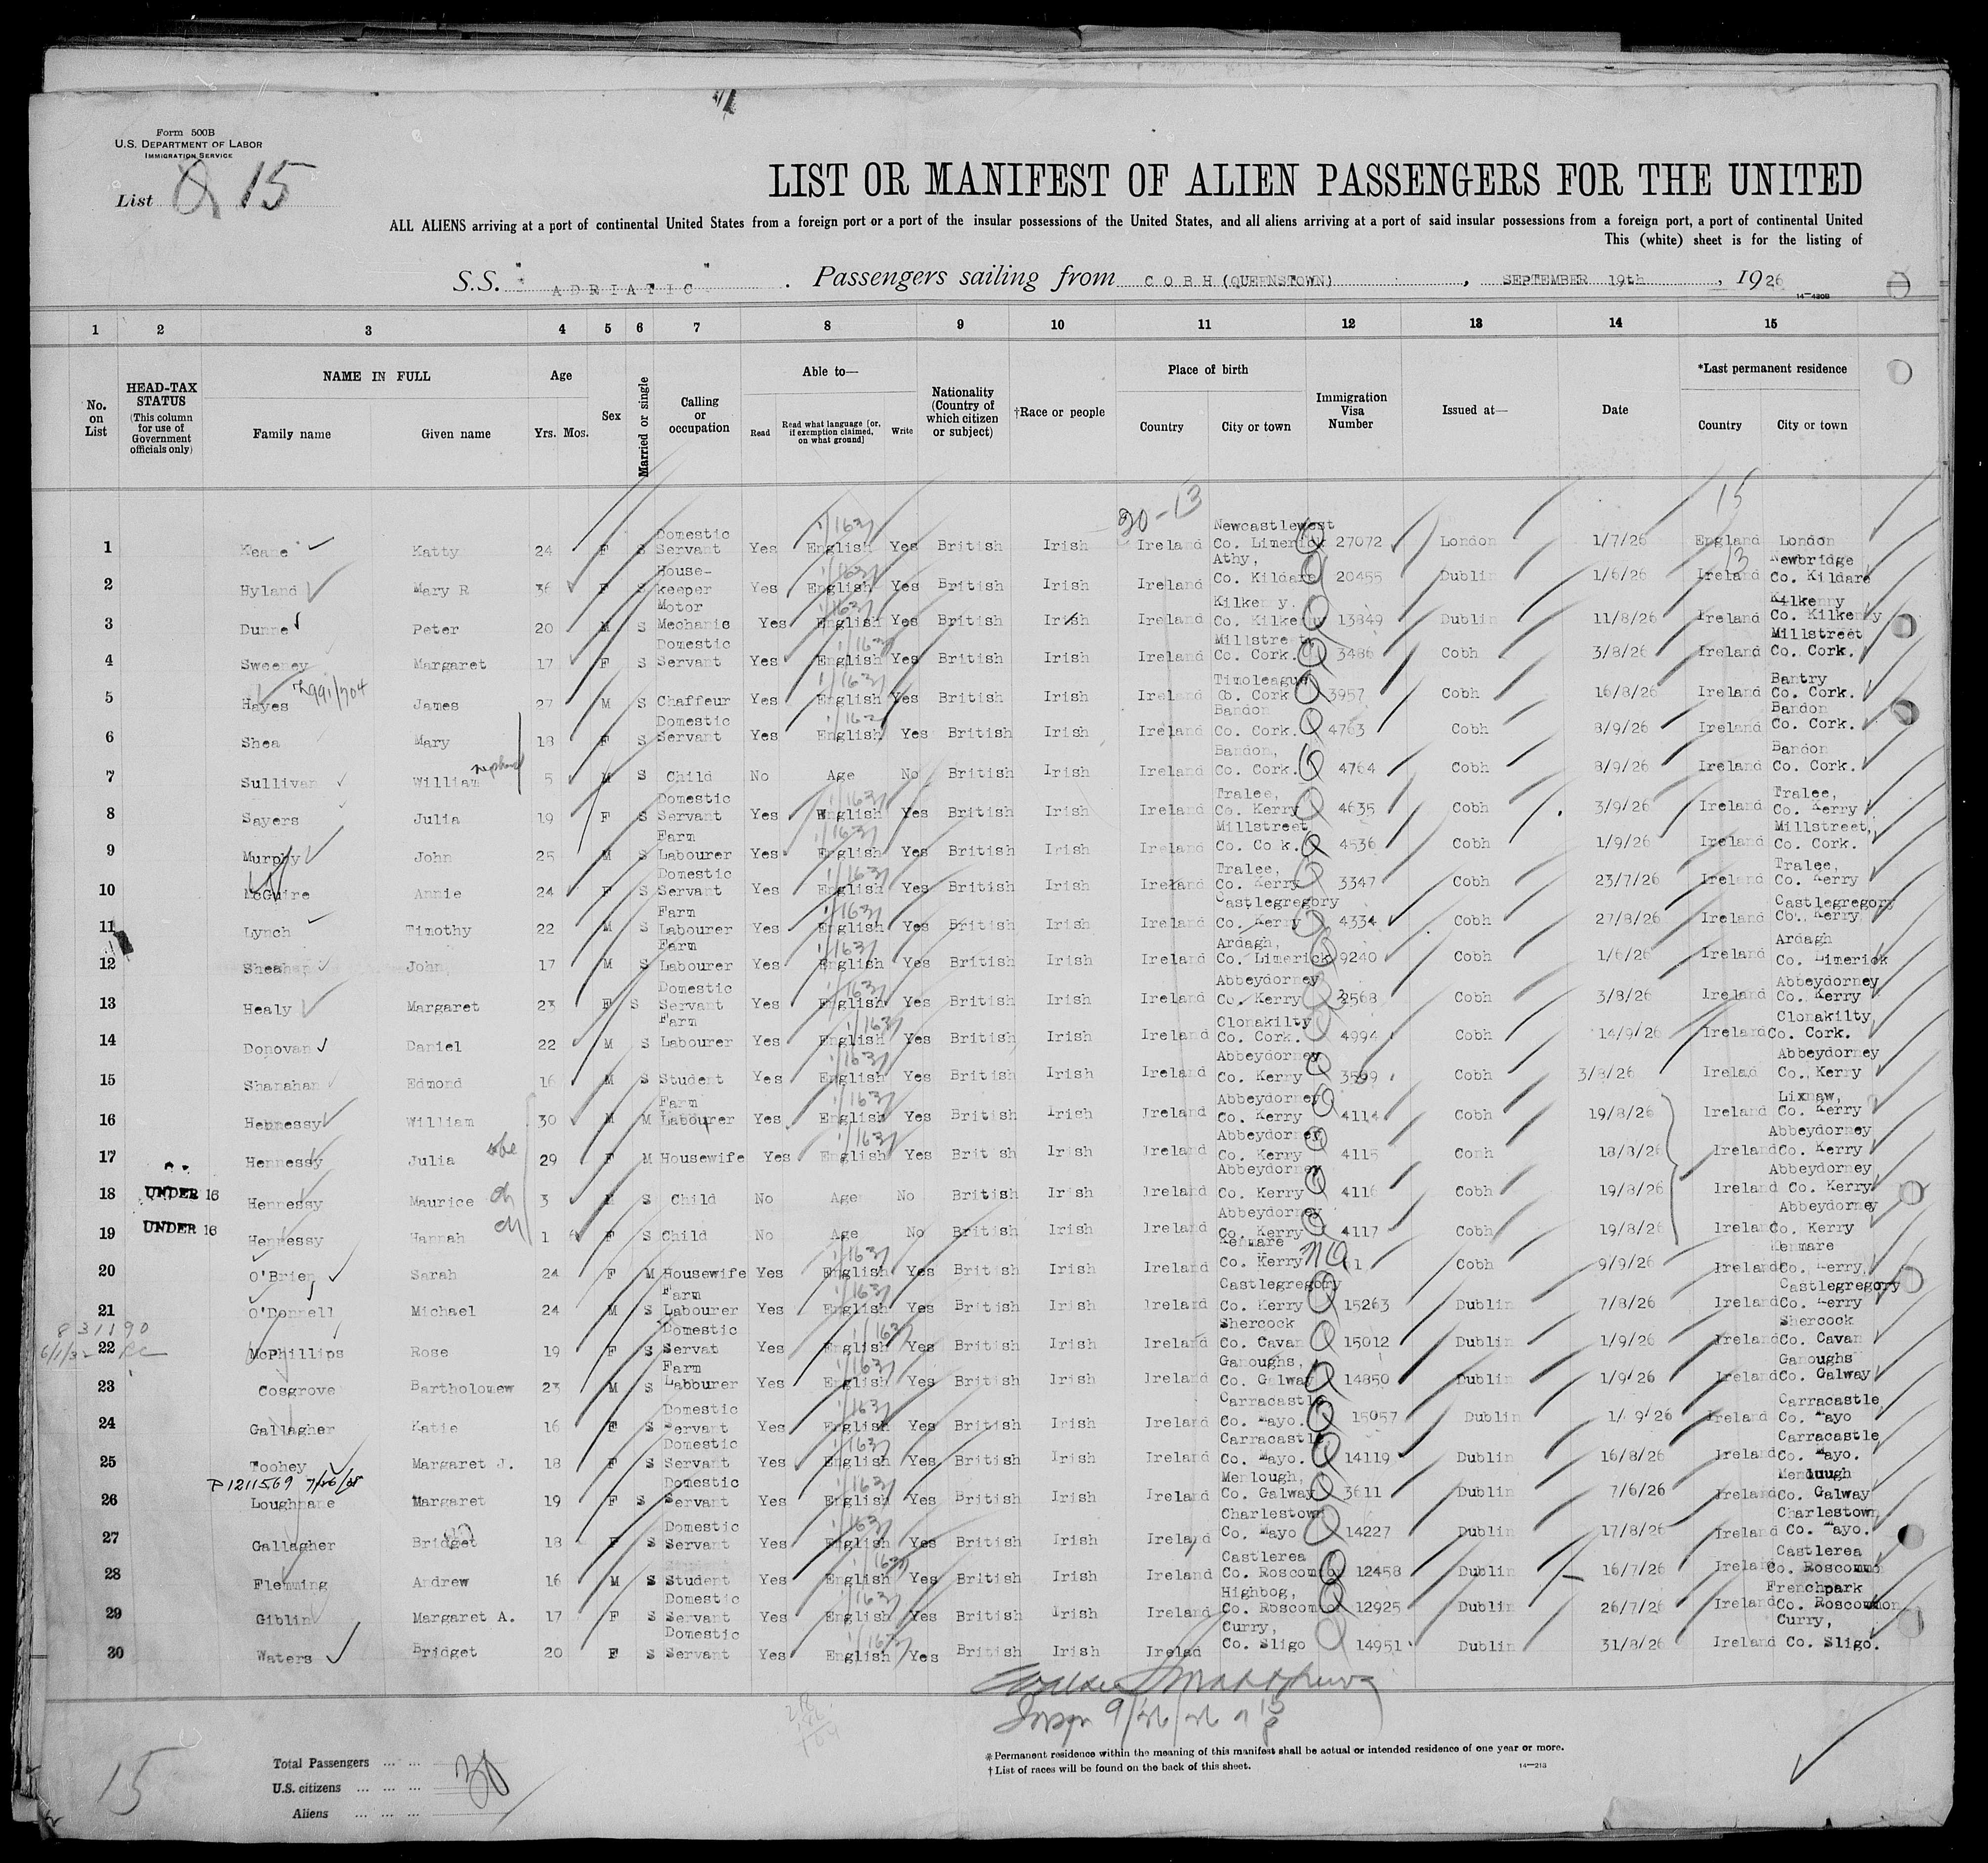 Form 500B
U.S. DEPARTMENT OF LABOR
IMMIGRATION SERVICE
List Q 15
LIST OR MANIFEST OF ALIEN PASSENGERS FOR THE UNITED
ALL ALIENS arriving at a port of continental United States from a foreign port or a port of the insular possessions of the United States, and all aliens arriving at a port of said insular possessions from a foreign port, a port of continental United
This (white) sheet is for the listing of
S.S. "ADRIATIC". Passengers sailing from COBH (QUEENSTOWN), SEPTEMBER 19th, 1926
14—4208
1 2 3 4 5 6 7 8 9 10 11 12 13 14 15
No. on List
HEAD-TAX STATUS (This column for use of Government officials only)
NAME IN FULL
Family name Given name
Age
Yrs. Mos.
Sex
Married or single
Calling or occupation
Able to—
Read
Read what language (or, if exemption claimed, on what ground)
Write
Nationality (Country of which citizen or subject)
†Race or people
Place of birth
Country City or town
Immigration Visa Number
Issued at—
Date
*Last permanent residence
Country City or town
20-13
15
1 Keane Katty 24 F S Domestic Servant Yes English Yes British Irish Ireland Newcastlewest Co. Limerick 27072 London 1/7/26 England London
13
2 Hyland Mary R 36 F S House-keeper Yes English Yes British Irish Ireland Athy, Co. Kildare 20455 Dublin 1/6/26 Ireland Newbridge Co. Kildare
3 Dunne Peter 20 M S Motor Mechanic Yes English Yes British Irish Ireland Kilkenny. Co. Kilkenny 13849 Dublin 11/8/26 Ireland Kilkenny Co. Kilkenny
4 Sweeney Margaret 17 F S Domestic Servant Yes English Yes British Irish Ireland Millstreet Co. Cork. 3486 Cobh 3/8/26 Ireland Millstreet Co. Cork.
5 Hayes James 27 M S Chaffeur Yes English Yes British Irish Ireland Timoleague Co. Cork 3957 Cobh 16/8/26 Ireland Bantry Co. Cork.
6 Shea Mary 18 F S Domestic Servant Yes English Yes British Irish Ireland Bandon Co. Cork. 4763 Cobh 8/9/26 Ireland Bandon Co. Cork.
7 Sullivan William nephew 5 M S Child No Age No British Irish Ireland Bandon, Co. Cork. 4764 Cobh 8/9/26 Ireland Bandon Co. Cork.
8 Sayers Julia 19 F S Domestic Servant Yes English Yes British Irish Ireland Tralee, Co. Kerry 4635 Cobh 3/9/26 Ireland Tralee, Co. Kerry
9 Murphy John 25 M S Farm Labourer Yes English Yes British Irish Ireland Millstreet Co. Cork. 4536 Cobh 1/9/26 Ireland Millstreet, Co. Cork.
10 McGuire Annie 24 F S Domestic Servant Yes English Yes British Irish Ireland Tralee, Co. Kerry 3347 Cobh 23/7/26 Ireland Tralee, Co. Kerry
11 Lynch Timothy 22 M S Farm Labourer Yes English Yes British Irish Ireland Castlegregory Co. Kerry 4334 Cobh 27/8/26 Ireland Castlegregory Co. Kerry
12 Sheahan John 17 M S Farm Labourer Yes English Yes British Irish Ireland Ardagh, Co. Limerick 9240 Cobh 1/6/26 Ireland Ardagh Co. Limerick
13 Healy Margaret 23 F S Domestic Servant Yes English Yes British Irish Ireland Abbeydorney Co. Kerry 2568 Cobh 3/8/26 Ireland Abbeydorney Co. Kerry
14 Donovan Daniel 22 M S Farm Labourer Yes English Yes British Irish Ireland Clonakilty Co. Cork. 4994 Cobh 14/9/26 Ireland Clonakilty, Co. Cork.
15 Shanahan Edmond 16 M S Student Yes English Yes British Irish Ireland Abbeydorney Co. Kerry 3599 Cobh 3/8/26 Ireland Abbeydorney Co. Kerry
16 Hennessy William 30 M M Farm Labourer Yes English Yes British Irish Ireland Abbeydorney Co. Kerry 4114 Cobh 19/8/26 Ireland Lixnaw, Co. Kerry
17 Hennessy Julia wife 29 F M Housewife Yes English Yes British Irish Ireland Abbeydorney Co. Kerry 4115 Cobh 18/8/26 Ireland Abbeydorney Co. Kerry
18 UNDER 16 Hennessy Maurice ch 3 M S Child No Age No British Irish Ireland Abbeydorney Co. Kerry 4116 Cobh 19/8/26 Ireland Abbeydorney Co. Kerry
19 UNDER 16 Hennessy Hannah ch 1 F S Child No Age No British Irish Ireland Abbeydorney Co. Kerry 4117 Cobh 19/8/26 Ireland Abbeydorney Co. Kerry
20 O'Brien Sarah 24 F M Housewife Yes English Yes British Irish Ireland Kenmare Co. Kerry Cobh 9/9/26 Ireland Kenmare Co. Kerry,
21 O'Donnell Michael 24 M S Farm Labourer Yes English Yes British Irish Ireland Castlegregory Co. Kerry 15263 Dublin 7/8/26 Ireland Castlegregory Co. Kerry
831190
22 McPhillips Rose 19 F S Domestic Servat Yes English Yes British Irish Ireland Shercock Co. Cavan 15012 Dublin 1/9/26 Ireland Shercock Co. Cavan
23 Cosgrove Bartholomew 23 M S Farm Labourer Yes English Yes British Irish Ireland Ganoughs, Co. Galway 14850 Dublin 1/9/26 Ireland Ganoughs Co. Galway
24 Gallagher Katie 16 F S Domestic Servant Yes English Yes British Irish Ireland Carracastle Co. Mayo. 15057 Dublin 1/9/26 Ireland Carracastle, Co. Mayo
25 Toohey Margaret J. 18 F S Domestic Servant Yes English Yes British Irish Ireland Carracastle Co. Mayo. 14119 Dublin 16/8/26 Ireland Carracastle Co. Mayo.
26 Loughnane Margaret 19 F S Domestic Servant Yes English Yes British Irish Ireland Menlough, Co. Galway 3611 Dublin 7/6/26 Ireland Menlough Co. Galway
27 Gallagher Bridget 18 F S Domestic Servant Yes English Yes British Irish Ireland Charlestown Co. Mayo 14227 Dublin 17/8/26 Ireland Charlestown Co. Mayo.
28 Flemming Andrew 16 M S Student Yes English Yes British Irish Ireland Castlerea Co. Roscommon 12458 Dublin 16/7/26 Ireland Castlerea Co. Roscommon
29 Giblin Margaret A. 17 F S Domestic Servant Yes English Yes British Irish Ireland Highbog, Co. Roscommon 12925 Dublin 26/7/26 Ireland Frenchpark Co. Roscommon
30 Waters Bridget 20 F S Domestic Servant Yes English Yes British Irish Irelad Curry, Co. Sligo 14951 Dublin 31/8/26 Ireland Curry, Co. Sligo.
15
Total Passengers 30
U.S. citizens
Aliens
*Permanent residence within the meaning of this manifest shall be actual or intended residence of one year or more.
†List of races will be found on the back of this sheet.
14—213